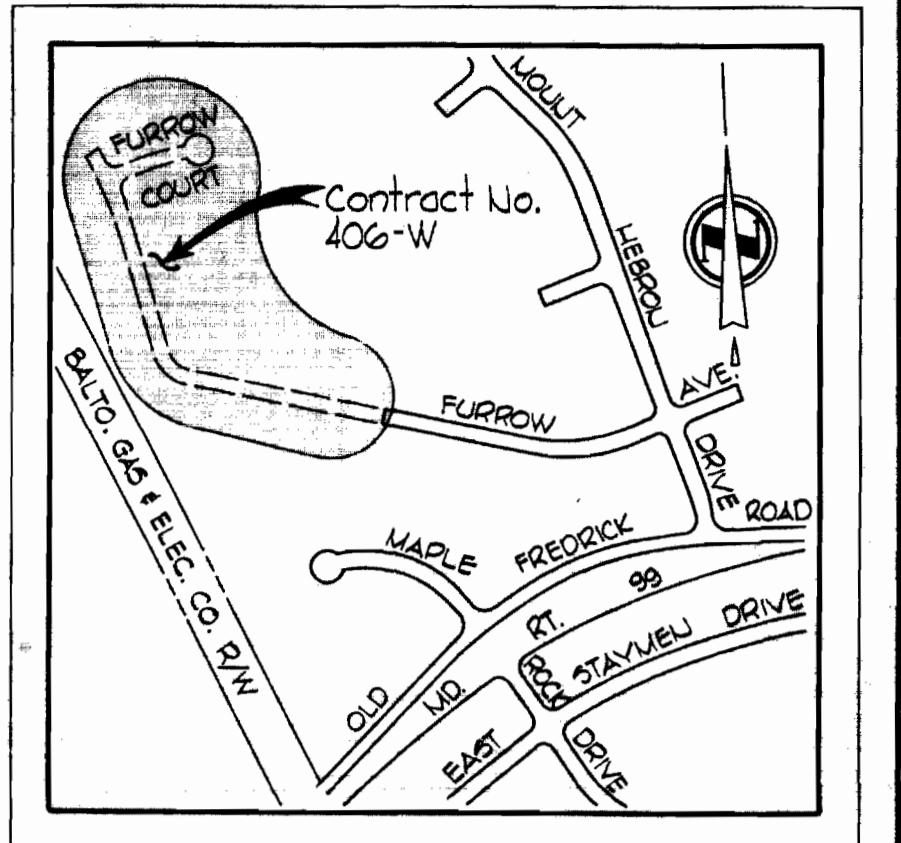 MOUNT
HEBRON
DRIVE
FURROW
COURT
Contract No.
406-W
N
FURROW
AVE.
BALTO. GAS & ELEC. CO. R/W
MAPLE
OLD
FREDRICK
ROAD
MD.
RT.
99
ROCK
DRIVE
STAYMEN DRIVE
EAST